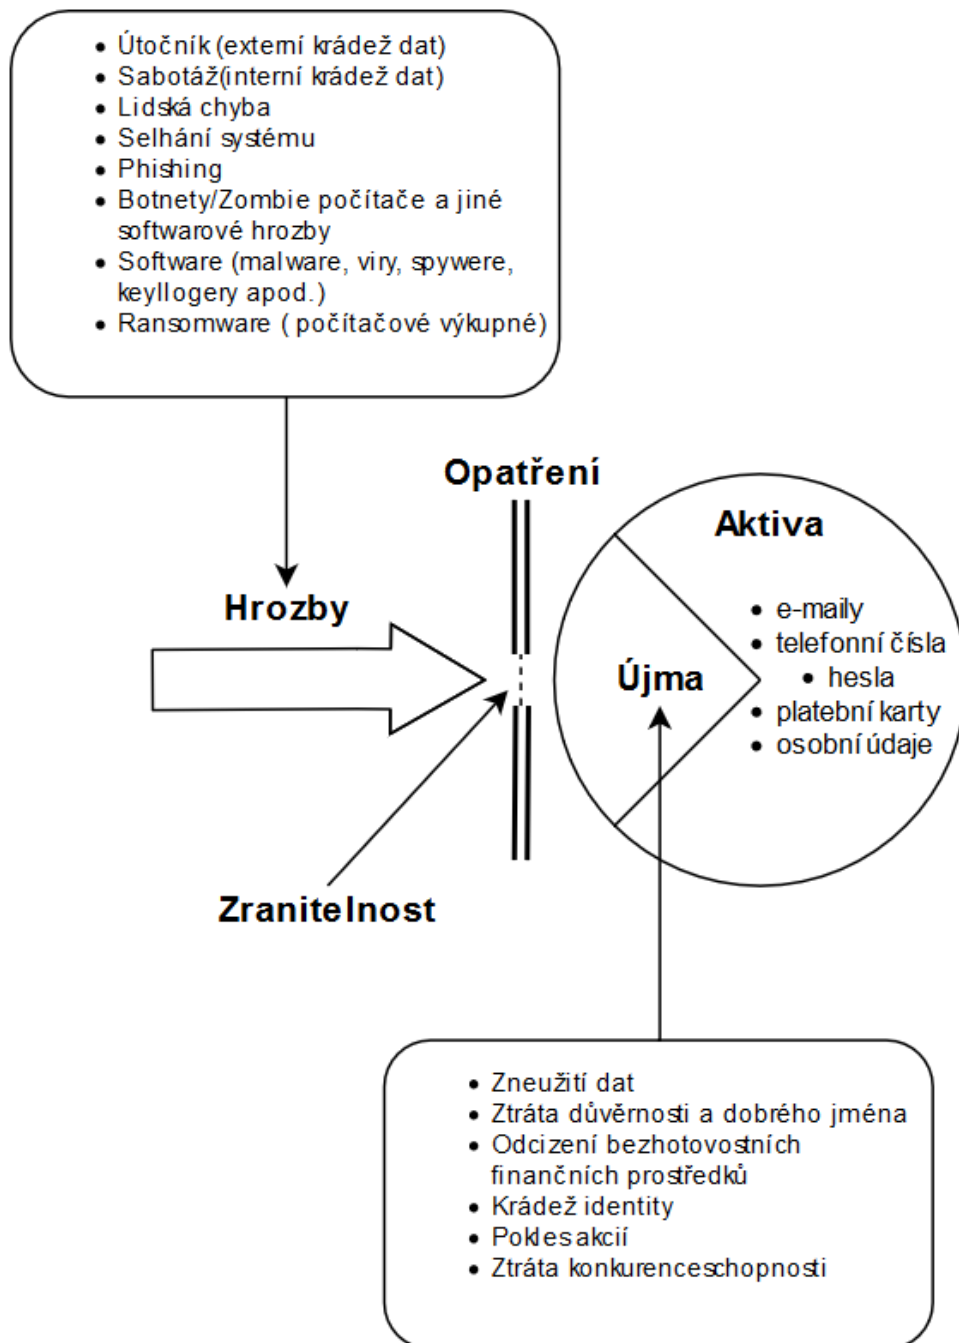 • Útočník (externí krádež dat)
• Sabotáž(interní krádež dat)
• Lidská chyba
• Selhání systému
• Phishing
• Botnety/Zombie počítače a jiné
softwarové hrozby
• Software (malware, viry, spywere,
keyllogery apod.)
• Ransomware ( počítačové výkupné)
Opatření
Aktiva
Hrozby
• e-maily
• telefonní čísla
• hesla
• platební karty
• osobní údaje
Újma
Zranitelnost
• Zneužití dat
• Ztráta důvěrnosti a dobrého jména
• Odcizení bezhotovostních
finančních prostředků
• Krádež identity
• Pokles akcií
• Ztráta konkurenceschopnosti